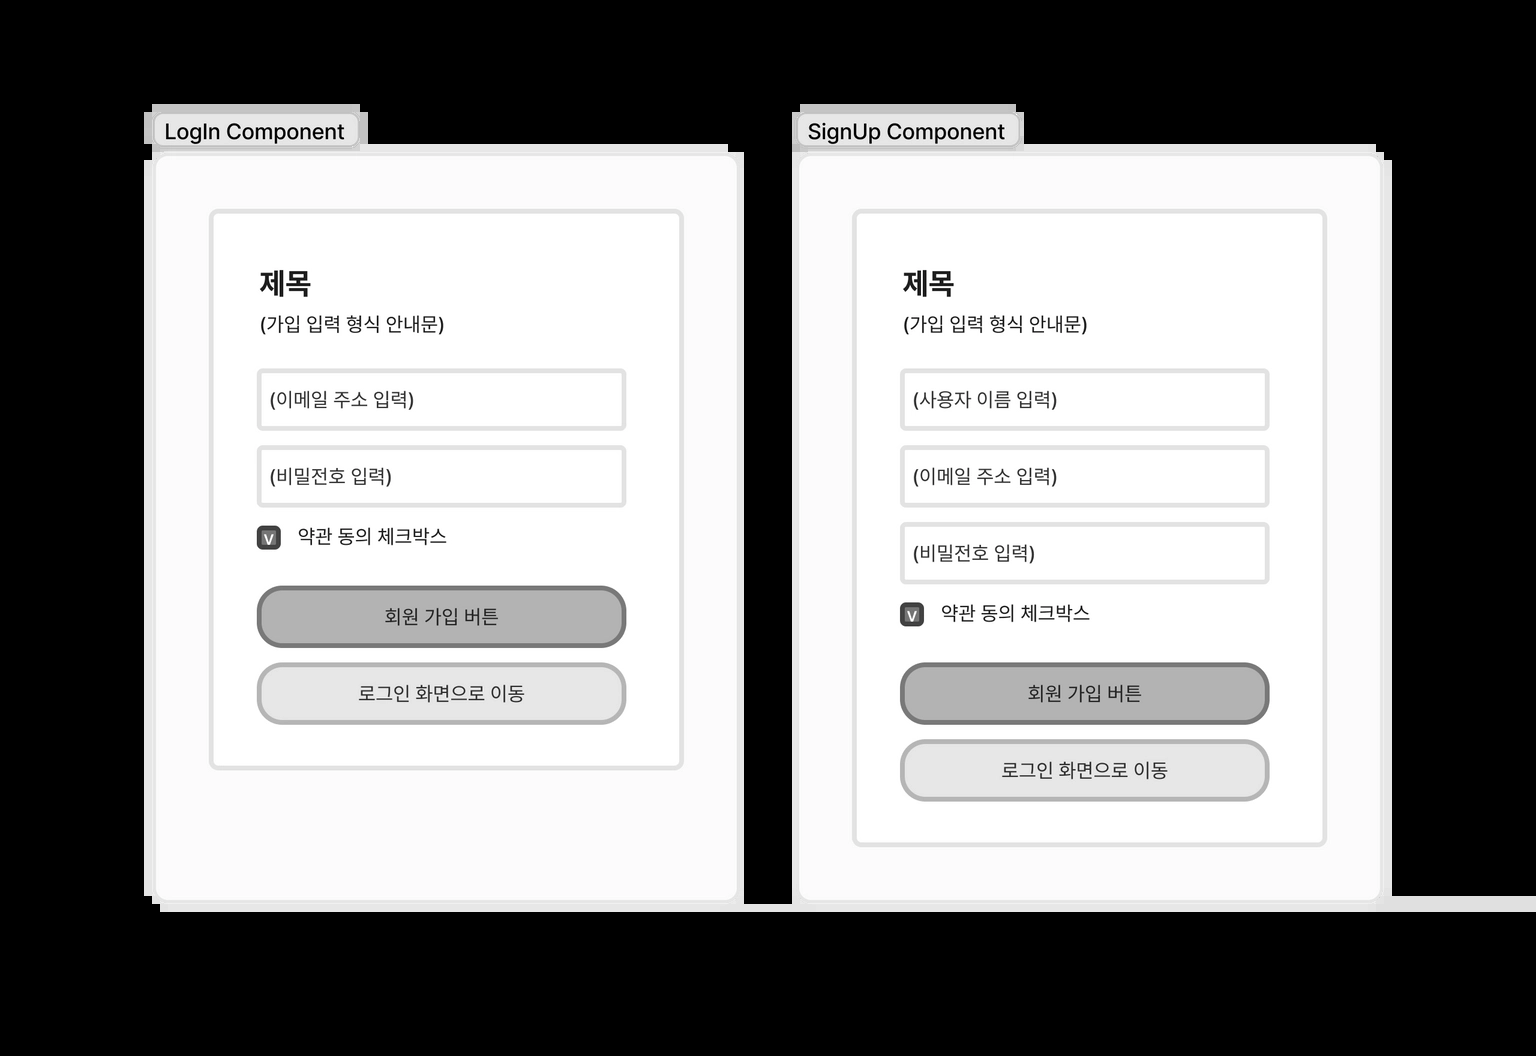 LogIn Component
제목
(가입 입력 형식 안내문)
(이메일 주소 입력)
(비밀전호 입력)
V 약관 동의 체크박스
회원 가입 버튼
로그인 화면으로 이동
SignUp Component
제목
(가입 입력 형식 안내문)
(사용자 이름 입력)
(이메일 주소 입력)
(비밀전호 입력)
V 약관 동의 체크박스
회원 가입 버튼
로그인 화면으로 이동